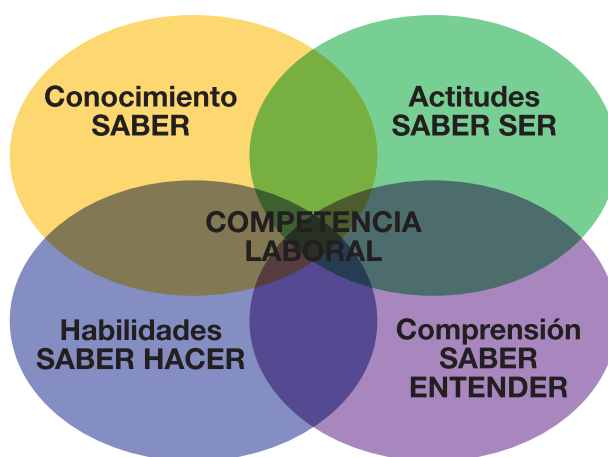 Conocimiento
SABER
Actitudes
SABER SER
COMPETENCIA
LABORAL
Habilidades
SABER HACER
Comprensión
SABER
ENTENDER